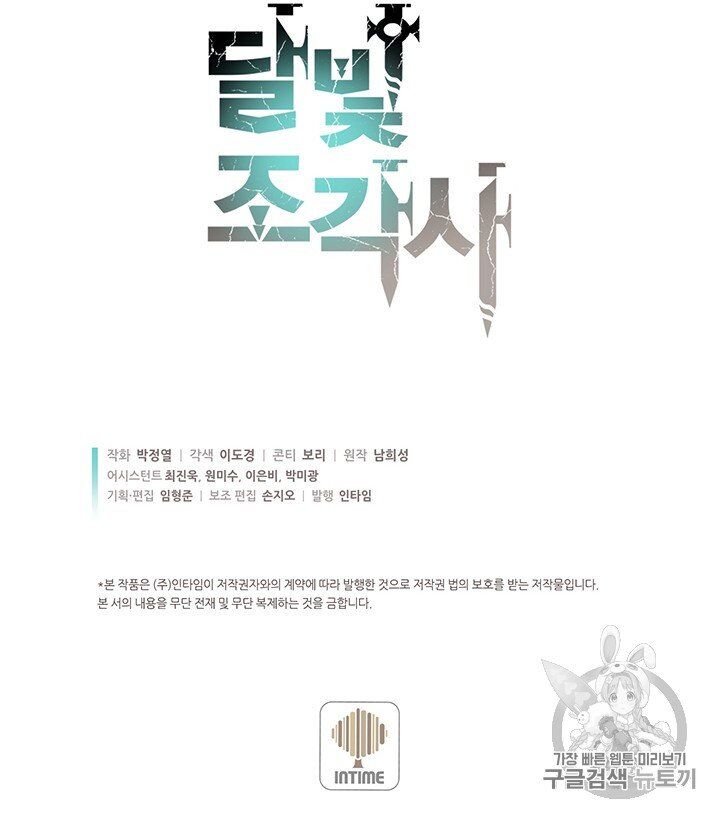 달빛
조각사
작화 박정열 | 각색 이도경 | 콘티 보리 | 원작 남희성
어시스턴트 최진욱, 원미수, 이은비, 박미광
기획·편집 임형준 | 보조 편집 손지오 | 발행 인타임
*본 작품은 (주)인타임이 저작권자와의 계약에 따라 발행한 것으로 저작권 법의 보호를 받는 저작물입니다.
본 서의 내용을 무단 전재 및 무단 복제하는 것을 금합니다.
INTIME
가장 빠른 웹툰 미리보기
구글검색 뉴토끼